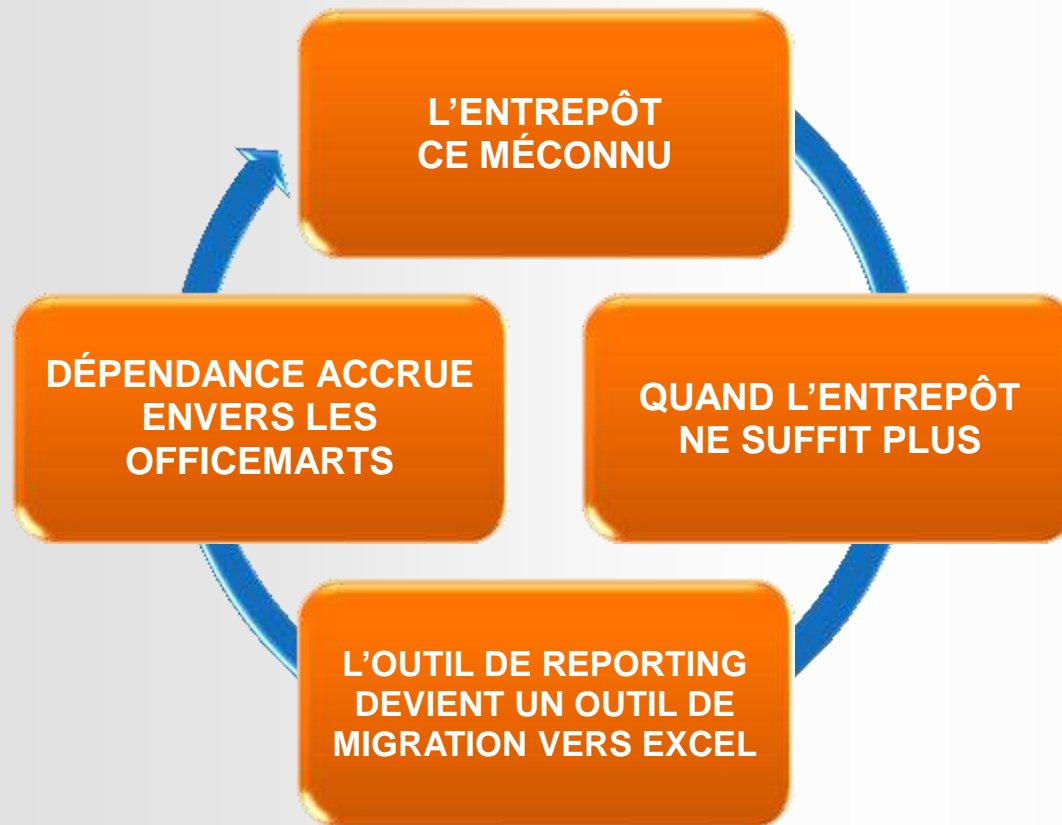 L’ENTREPÔT
CE MÉCONNU
QUAND L’ENTREPÔT
NE SUFFIT PLUS
L’OUTIL DE REPORTING
DEVIENT UN OUTIL DE
MIGRATION VERS EXCEL
DÉPENDANCE ACCRUE
ENVERS LES
OFFICEMARTS